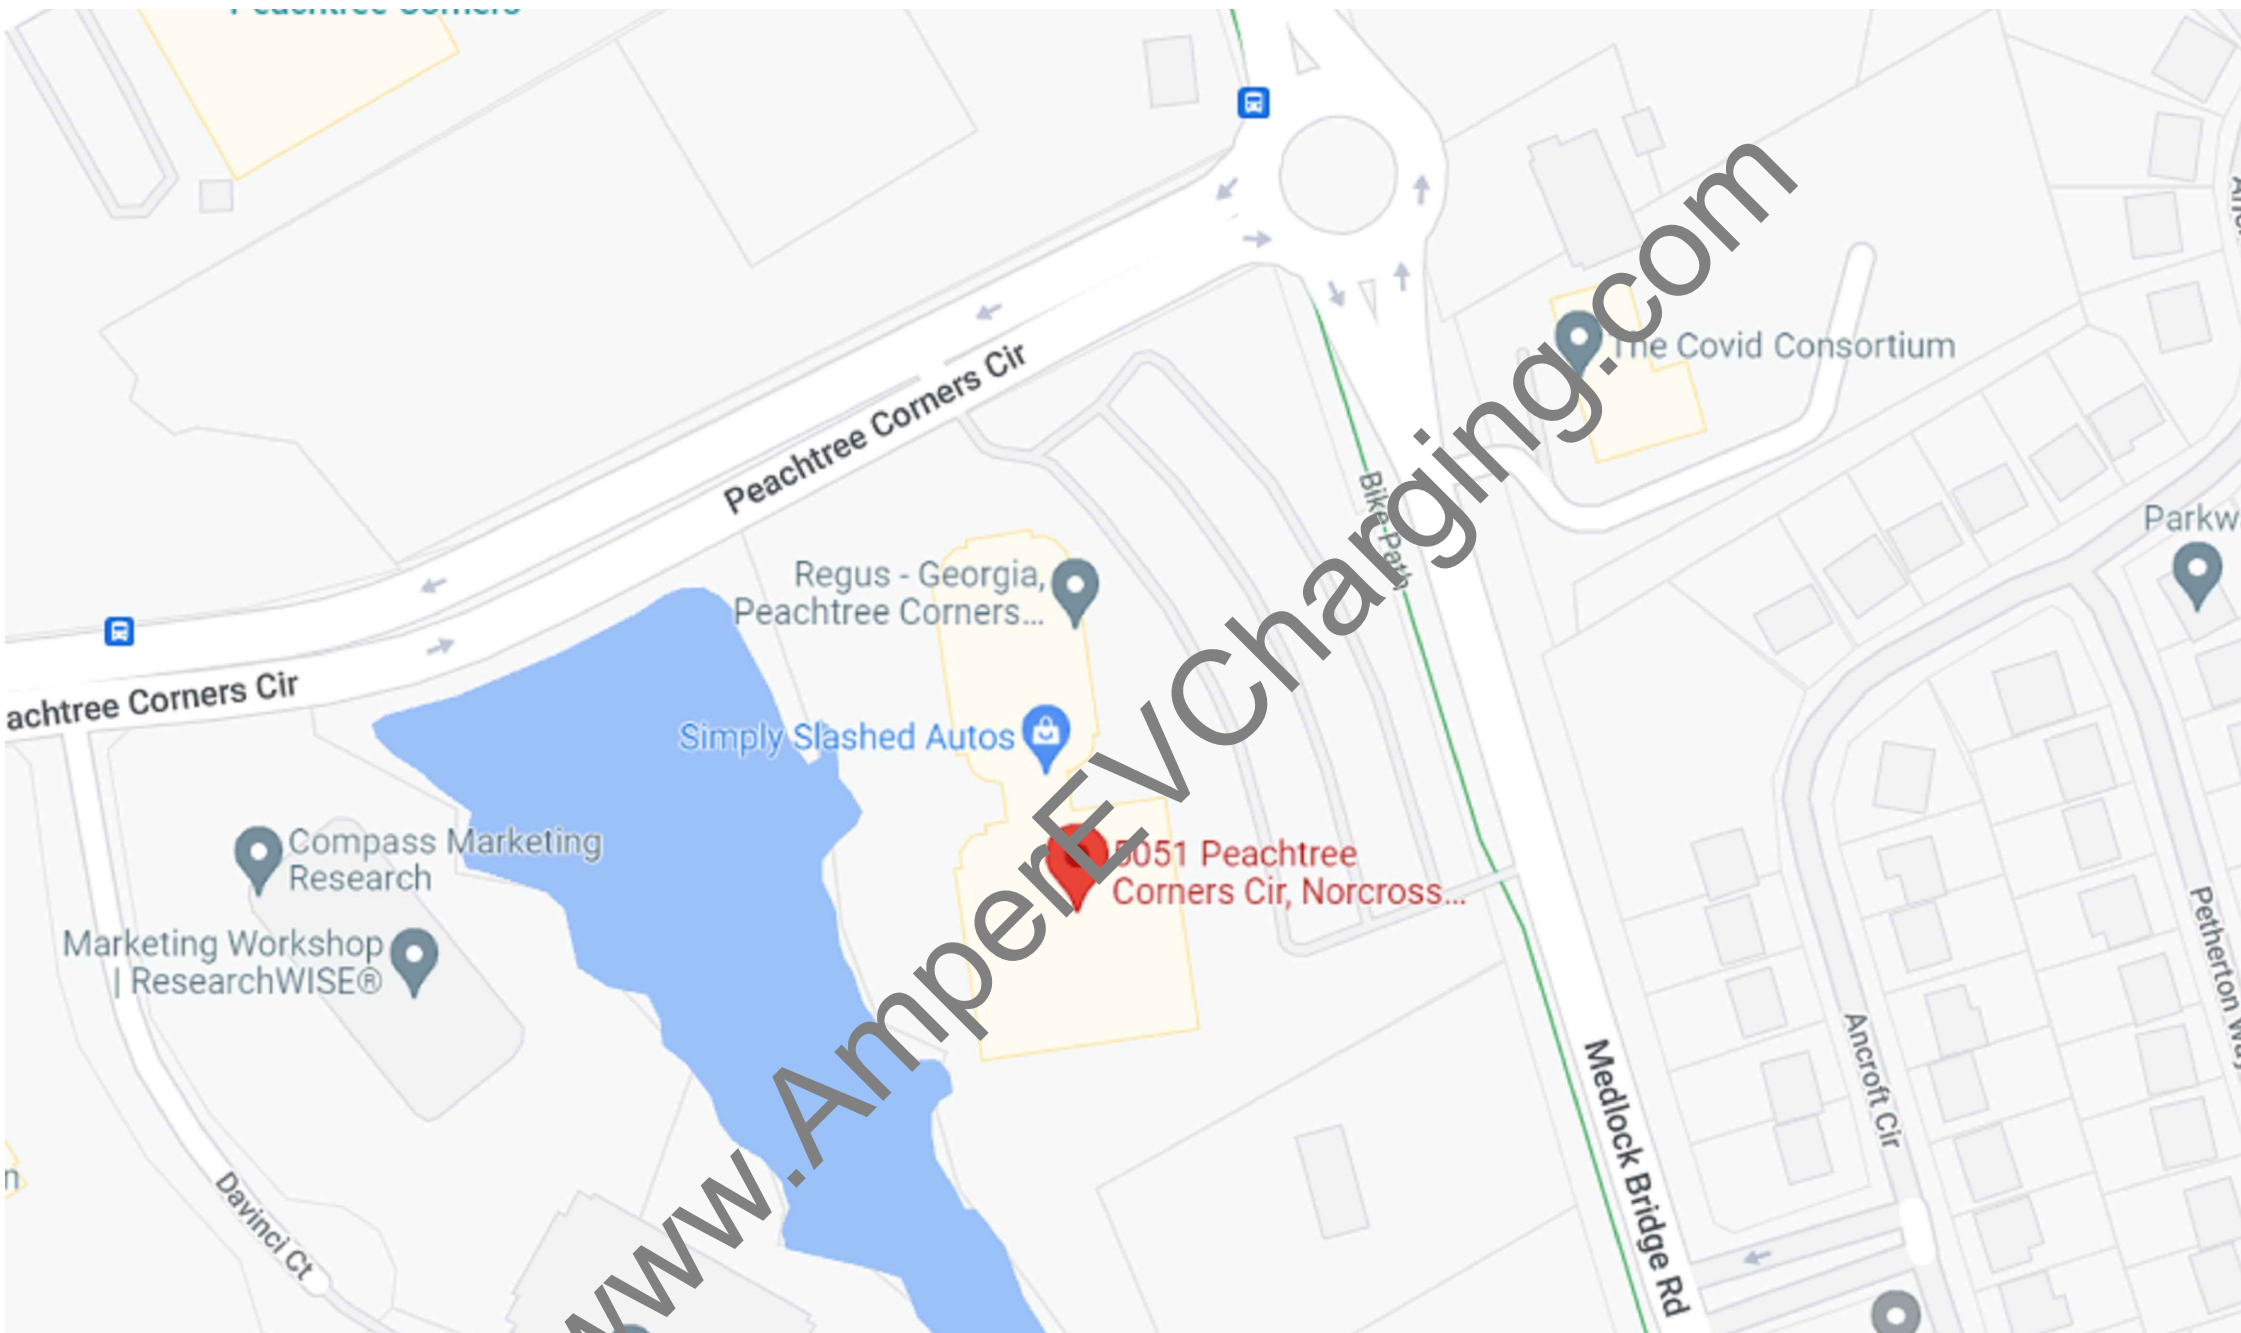 Peachtree Corners
The Covid Consortium
Peachtree Corners Cir
Bike-Path
Parkw
Regus - Georgia,
Peachtree Corners...
achtree Corners Cir
Simply Slashed Autos
Compass Marketing
Research
5051 Peachtree
Corners Cir, Norcross...
Marketing Workshop
| ResearchWISE®
Petherton Way
Ancroft Cir
Medlock Bridge Rd
Davinci Ct
n
www.AmperEVCharging.com